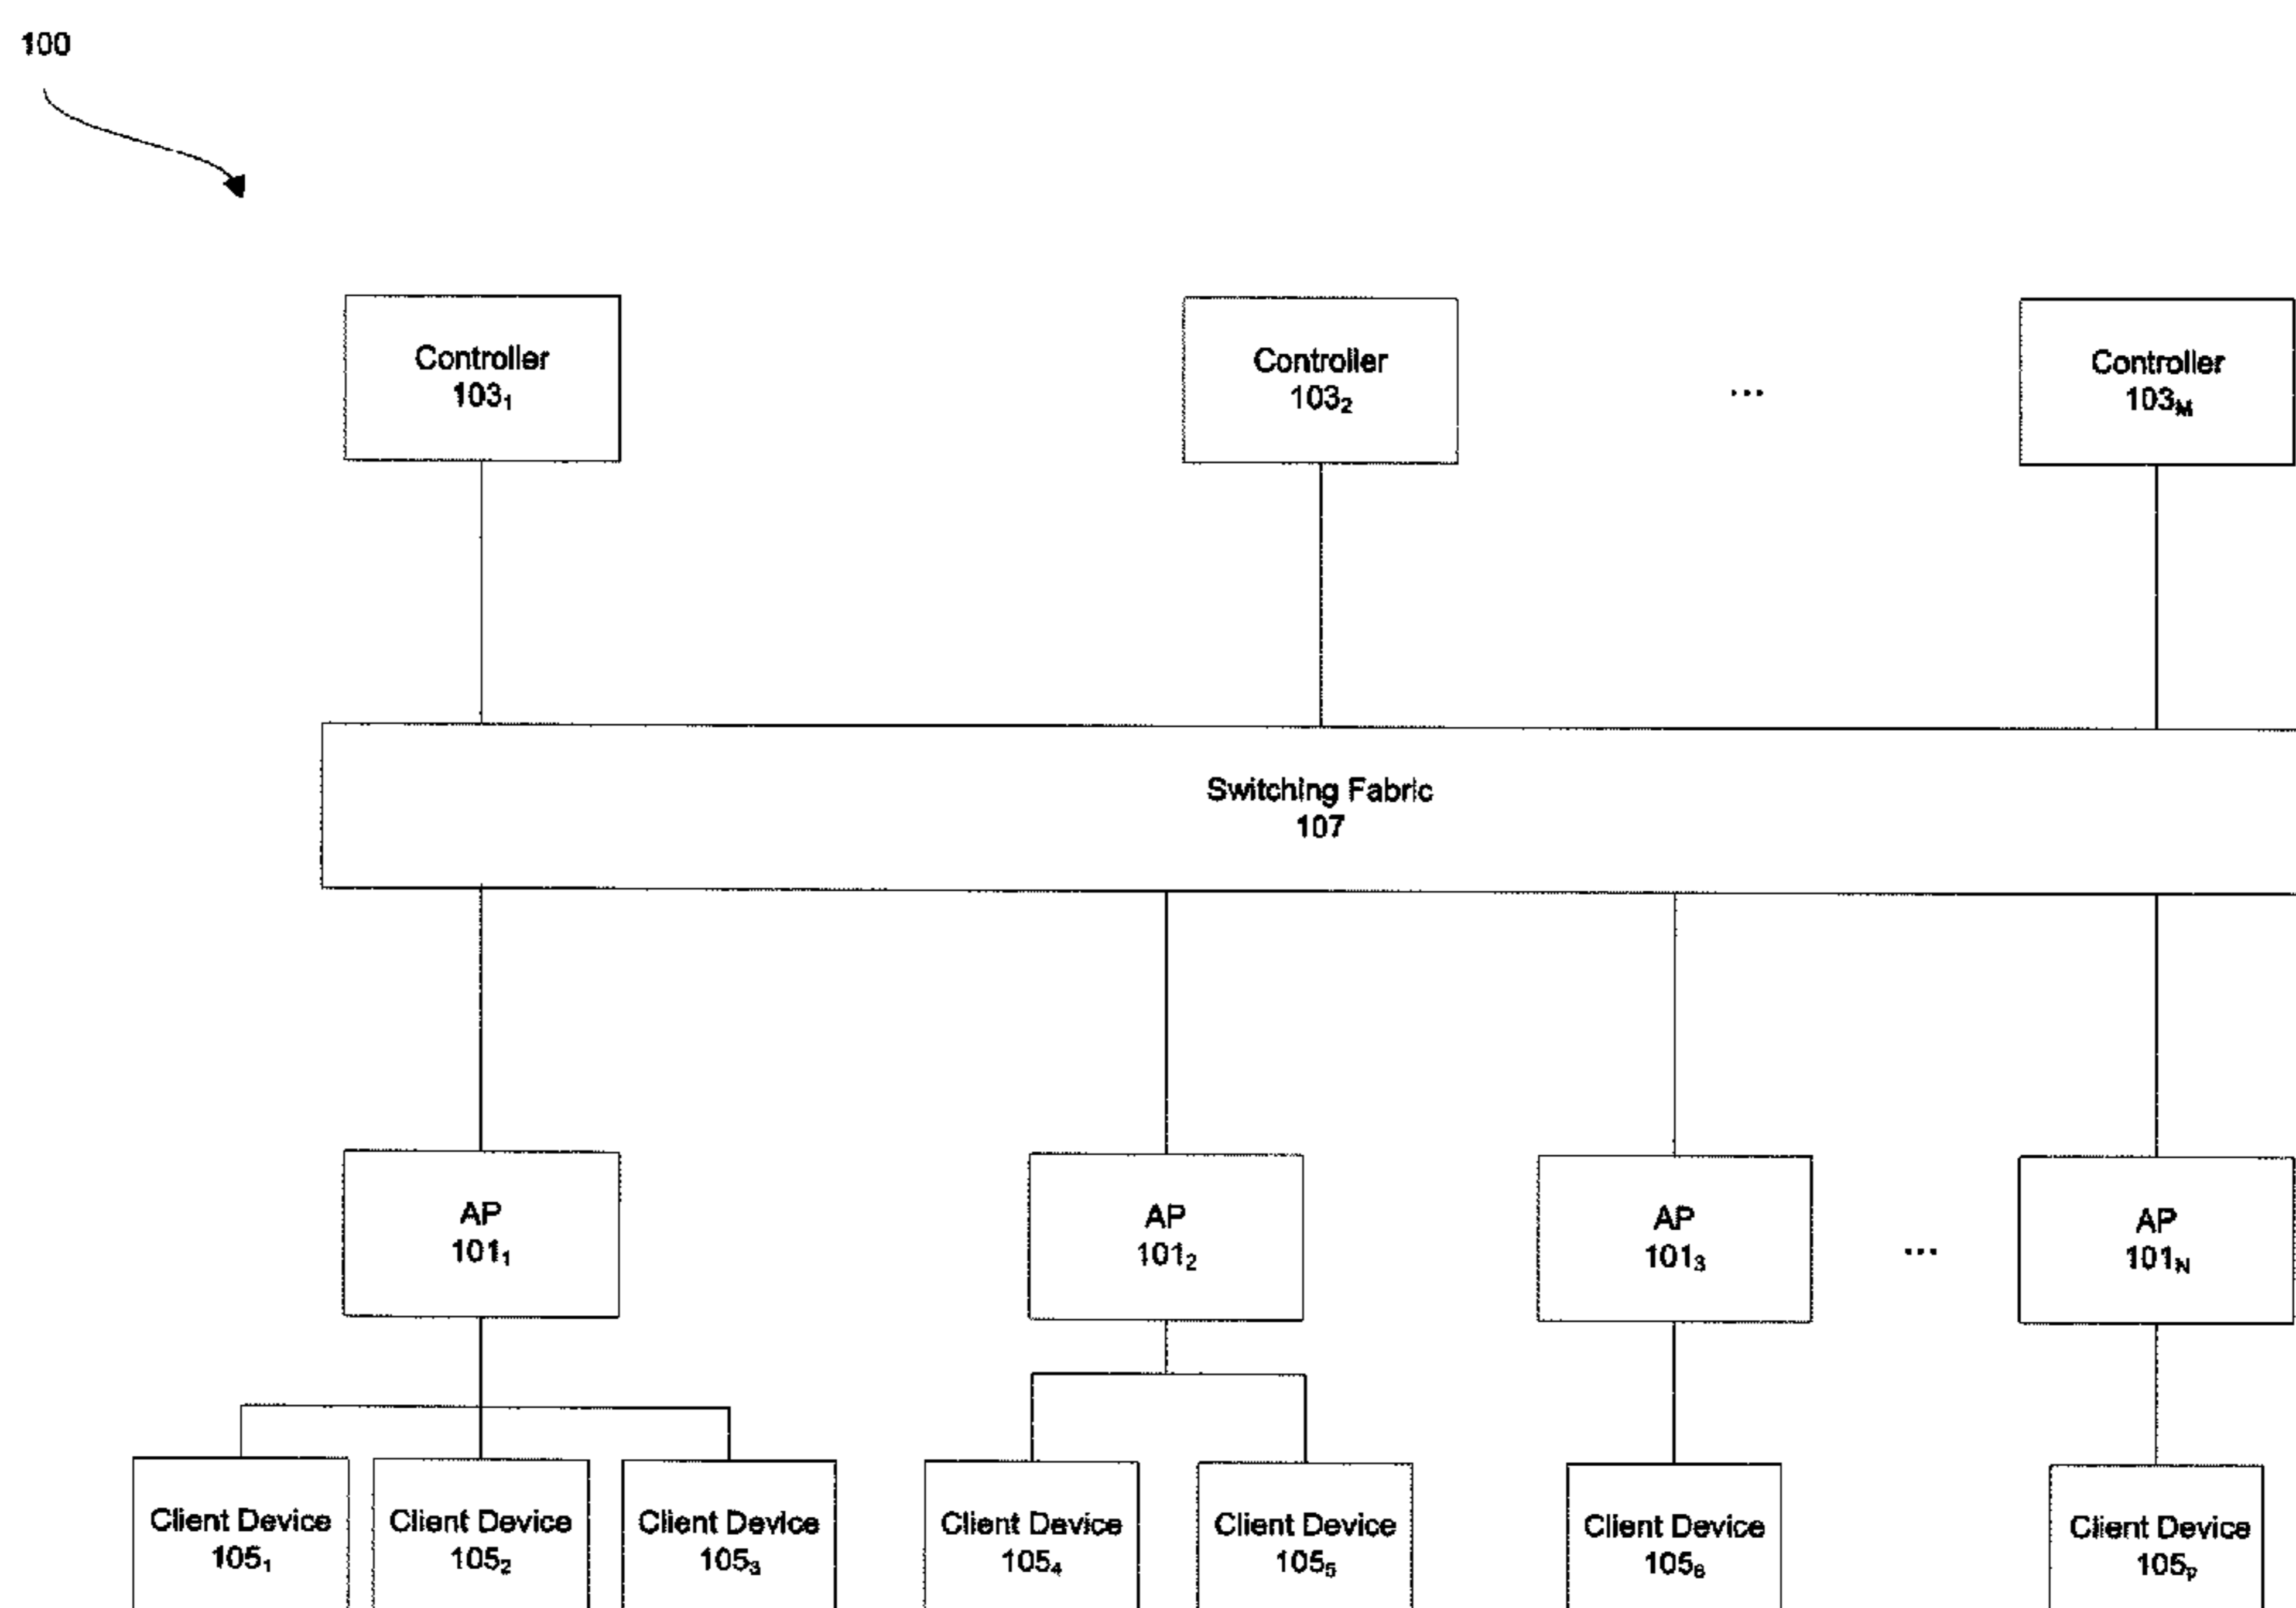 100
Controller
103₁
Controller
103₂
...
Controller
103ₘ
Switching Fabric
107
AP
101₁
AP
101₂
AP
101₃
...
AP
101_N
Client Device
105₁
Client Device
105₂
Client Device
105₃
Client Device
105₄
Client Device
105₅
Client Device
105₆
Client Device
105ₚ